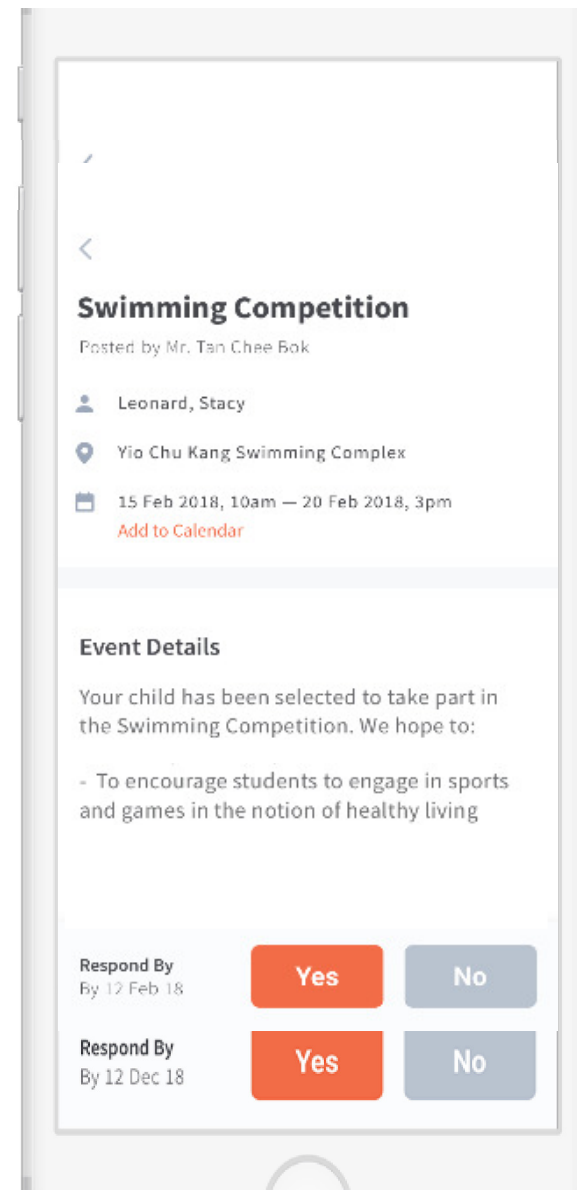 Swimming Competition
Posted by Mr. Tan Chee Bok
Leonard, Stacy
Yio Chu Kang Swimming Complex
15 Feb 2018, 10am — 20 Feb 2018, 3pm
Add to Calendar
Event Details
Your child has been selected to take part in
the Swimming Competition. We hope to:
- To encourage students to engage in sports
and games in the notion of healthy living
Respond By
By 12 Feb 18
Yes
No
Respond By
By 12 Dec 18
Yes
No